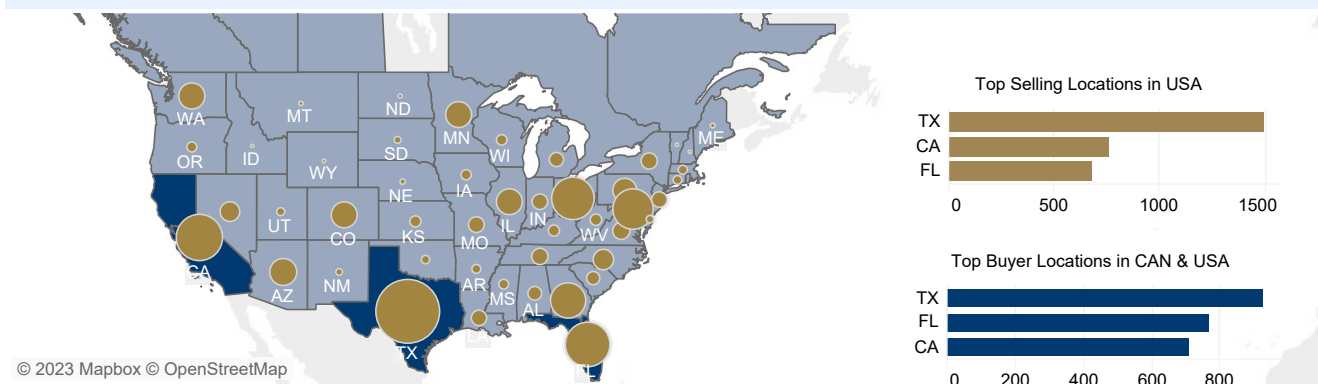 WA
MT
ND
MN
ME
OR
ID
SD
WI
WY
IA
NE
UT
CO
KS
MO
IL
IN
WV
CA
AZ
NM
AR
MS
AL
LA
TX
FL
© 2023 Mapbox © OpenStreetMap
Top Selling Locations in USA
TX
CA
FL
0 500 1000 1500
Top Buyer Locations in CAN & USA
TX
FL
CA
0 200 400 600 800